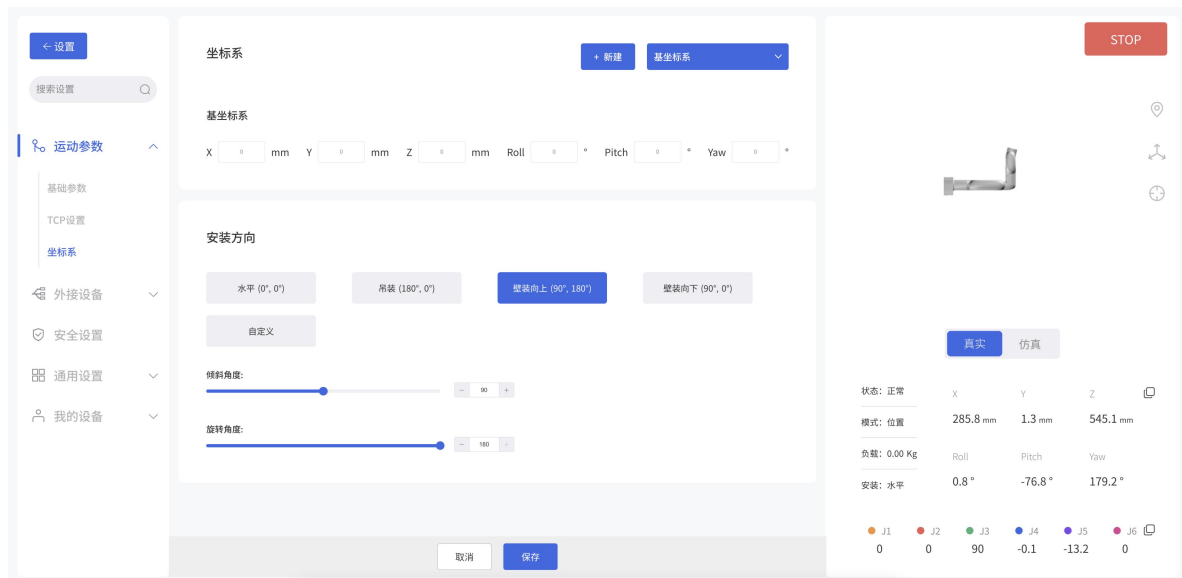 ← 设置
搜索设置
运动参数
基础参数
TCP设置
坐标系
外接设备
安全设置
通用设置
我的设备
坐标系
+ 新建
基坐标系
基坐标系
X 0 mm Y 0 mm Z 0 mm Roll 0 ° Pitch 0 ° Yaw 0 °
安装方向
水平 (0°, 0°)
吊装 (180°, 0°)
壁装向上 (90°, 180°)
壁装向下 (90°, 0°)
自定义
倾斜角度:
− 90 +
旋转角度:
− 180 +
取消
保存
STOP
真实
仿真
状态：正常
模式：位置
负载：0.00 Kg
安装：水平
X Y Z
285.8 mm 1.3 mm 545.1 mm
Roll Pitch Yaw
0.8 ° -76.8 ° 179.2 °
J1 J2 J3 J4 J5 J6
0 0 90 -0.1 -13.2 0